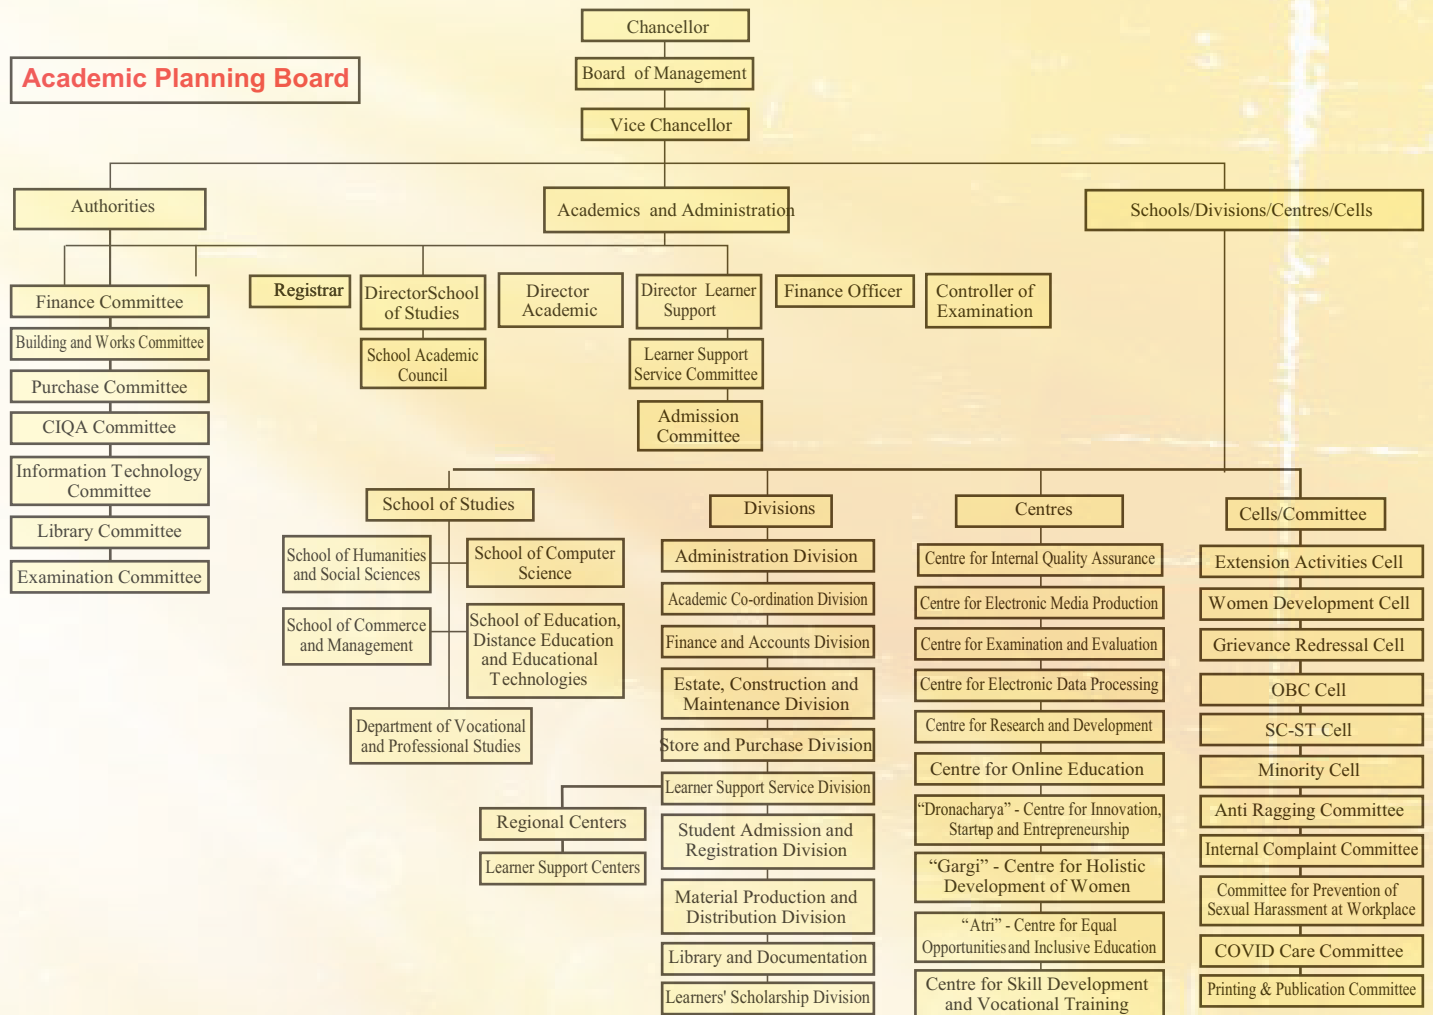 Chancellor
Academic Planning Board
Board of Management
Vice Chancellor
Authorities
Academics and Administration
Schools/Divisions/Centres/Cells
Finance Committee
Building and Works Committee
Purchase Committee
CIQA Committee
Information Technology
Committee
Library Committee
Examination Committee
Registrar
DirectorSchool
of Studies
School Academic
Council
Director
Academic
Director Learner
Support
Learner Support
Service Committee
Admission
Committee
Finance Officer
Controller of
Examination
School of Studies
School of Humanities
and Social Sciences
School of Computer
Science
School of Commerce
and Management
School of Education,
Distance Education
and Educational
Technologies
Department of Vocational
and Professional Studies
Divisions
Administration Division
Academic Co-ordination Division
Finance and Accounts Division
Estate, Construction and
Maintenance Division
Store and Purchase Division
Learner Support Service Division
Regional Centers
Learner Support Centers
Student Admission and
Registration Division
Material Production and
Distribution Division
Library and Documentation
Learners' Scholarship Division
Centres
Centre for Internal Quality Assurance
Centre for Electronic Media Production
Centre for Examination and Evaluation
Centre for Electronic Data Processing
Centre for Research and Development
Centre for Online Education
“Dronacharya” - Centre for Innovation,
Startup and Entrepreneurship
“Gargi” - Centre for Holistic
Development of Women
“Atri” - Centre for Equal
Opportunities and Inclusive Education
Centre for Skill Development
and Vocational Training
Cells/Committee
Extension Activities Cell
Women Development Cell
Grievance Redressal Cell
OBC Cell
SC-ST Cell
Minority Cell
Anti Ragging Committee
Internal Complaint Committee
Committee for Prevention of
Sexual Harassment at Workplace
COVID Care Committee
Printing & Publication Committee